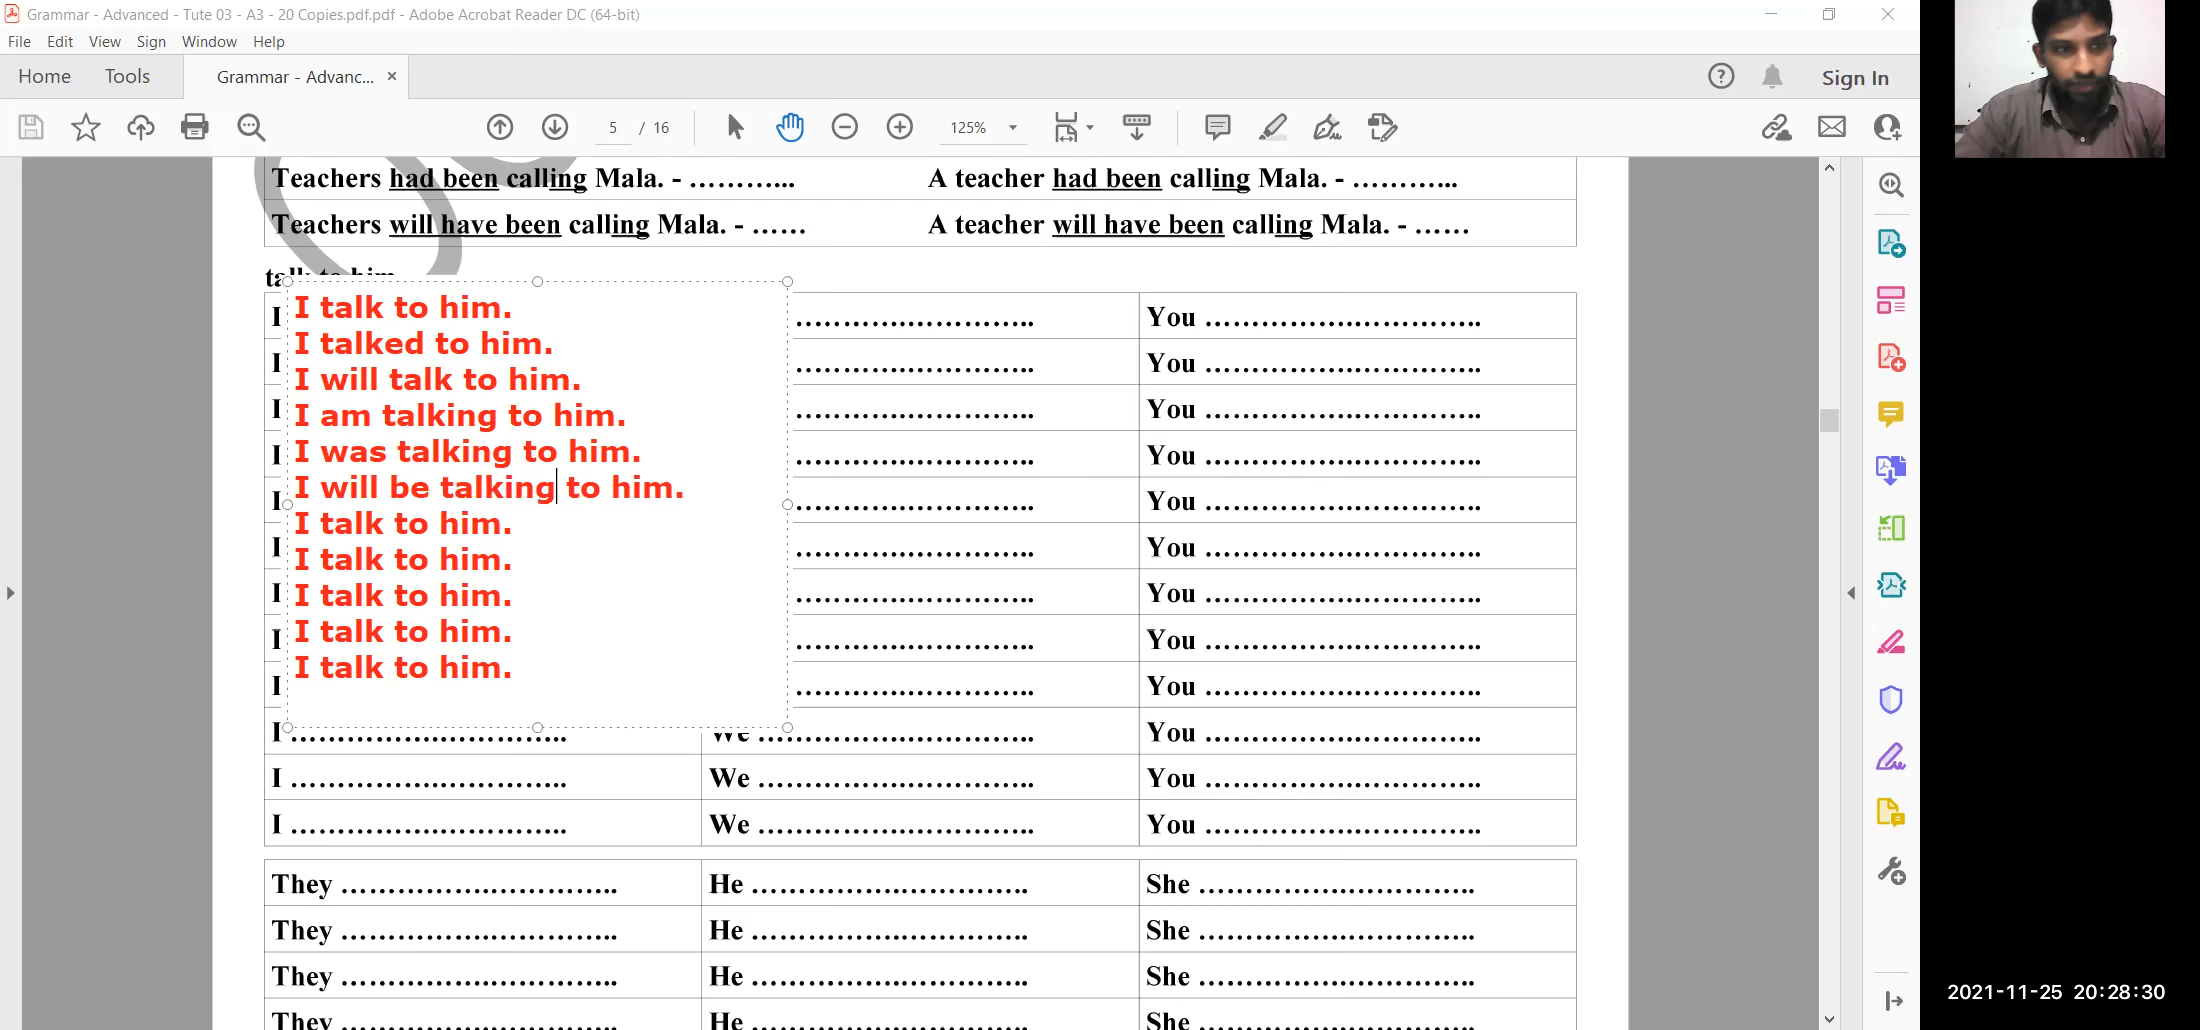 Grammar - Advanced - Tute 03 - A3 - 20 Copies.pdf.pdf - Adobe Acrobat Reader DC (64-bit)
File Edit View Sign Window Help
Home Tools Grammar - Advanc... × Sign In
5 / 16 125%
Teachers had been calling Mala. - ………... A teacher had been calling Mala. - ………...
Teachers will have been calling Mala. - …… A teacher will have been calling Mala. - ……
talk to him
I talk to him.
I talked to him.
I will talk to him.
I am talking to him.
I was talking to him.
I will be talking to him.
I talk to him.
I talk to him.
I talk to him.
I talk to him.
I talk to him.
I …………….………….. You …………….…………..
I …………….………….. You …………….…………..
I …………….………….. You …………….…………..
I …………….………….. You …………….…………..
I …………….………….. You …………….…………..
I …………….………….. You …………….…………..
I …………….………….. You …………….…………..
I …………….………….. You …………….…………..
I …………….………….. You …………….…………..
I …………….………….. We …………….………….. You …………….…………..
I …………….………….. We …………….………….. You …………….…………..
I …………….………….. We …………….………….. You …………….…………..
They …………….………….. He …………….………….. She …………….…………..
They …………….………….. He …………….………….. She …………….…………..
They …………….………….. He …………….………….. She …………….…………..
They …………….………….. He …………….………….. She …………….…………..
2021-11-25 20:28:30